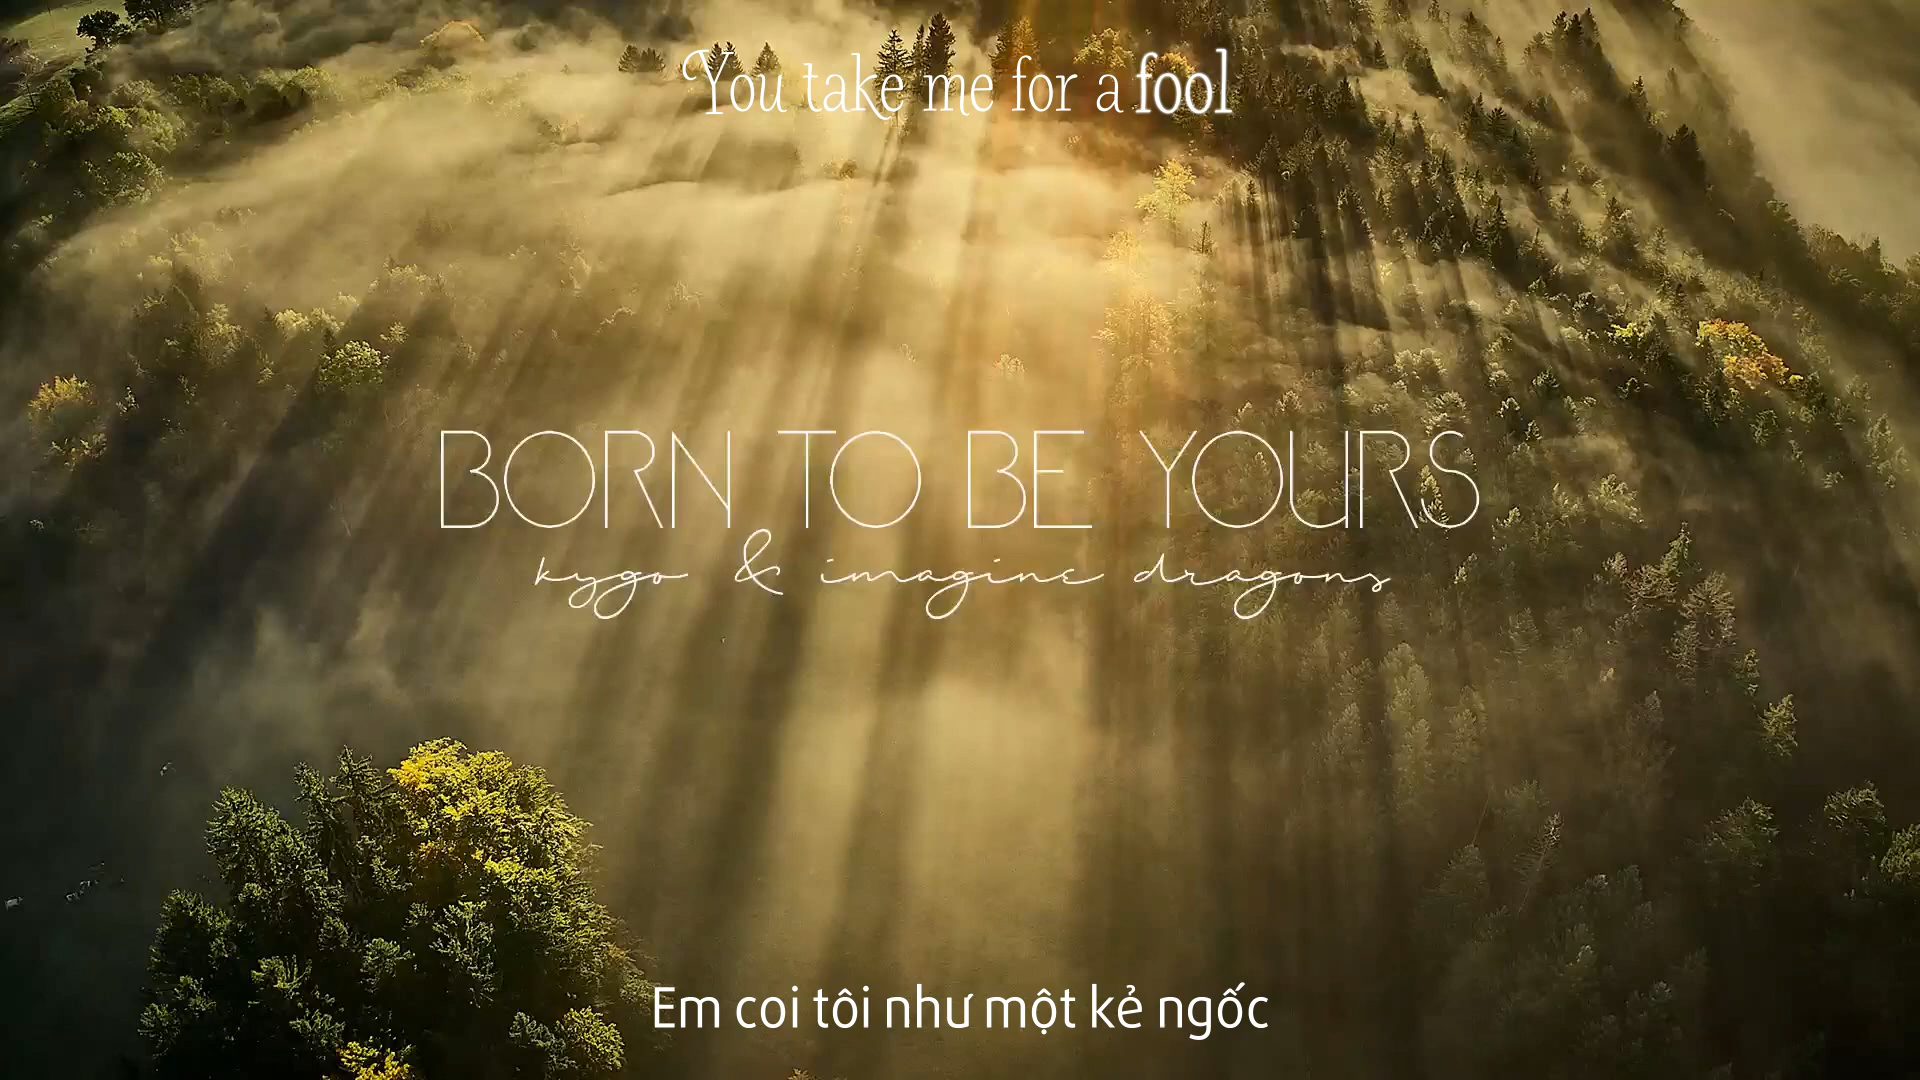 You take me for a fool
BORN TO BE YOURS
kygo & imagine dragons
Em coi tôi như một kẻ ngốc